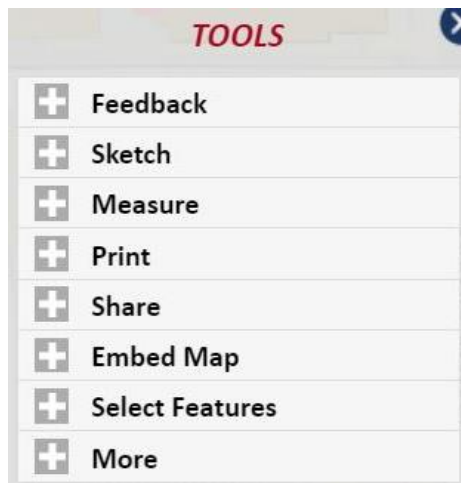 TOOLS
Feedback
Sketch
Measure
Print
Share
Embed Map
Select Features
More